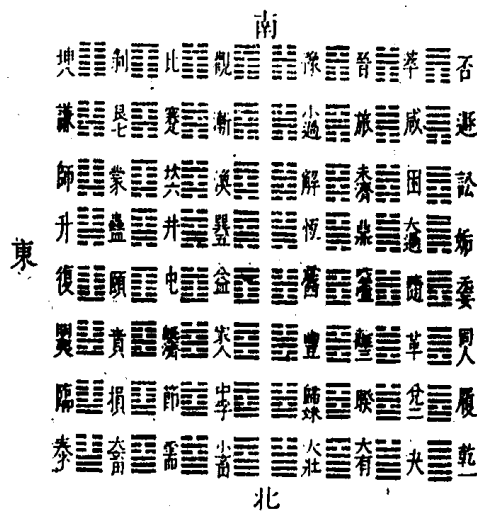 南
坤八 剝 比 觀 豫 晉 萃 否
謙 艮七 蹇 漸 小過 旅 咸 遯
師 蒙 坎六 渙 解 未濟 困 訟
升 蠱 井 巽五 恆 鼎 大過 姤
東
復 頤 屯 益 隨 无妄
明夷 賁 既濟 家人 豐 離三 革 同人
臨 損 節 中孚 歸妹 睽 兌二 履
泰 大畜 需 小畜 大壯 大有 夬 乾一
北